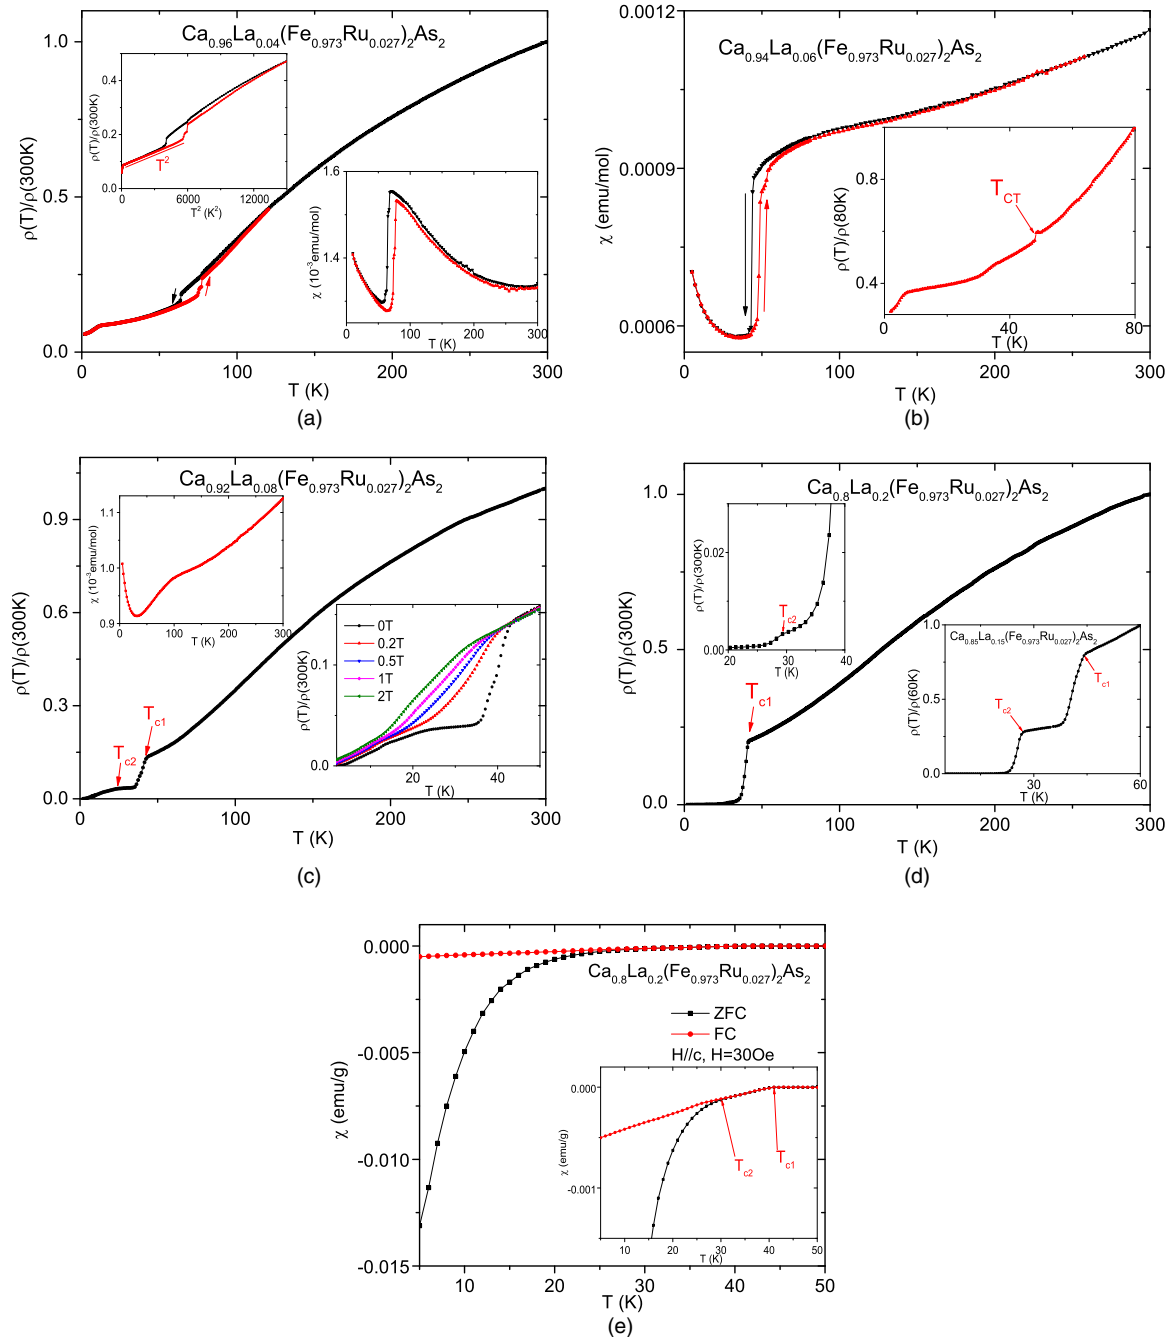 Ca0.96La0.04(Fe0.973Ru0.027)2As2
ρ(T)/ρ(300K)
1.0
0.5
0.0
0
100
200
300
T (K)
ρ(T)/ρ(300K)
0.4
0.2
0.0
0
6000
12000
T² (K²)
T²
χ (10⁻³emu/mol)
1.6
1.4
0
100
200
300
T (K)
(a)
Ca0.94La0.06(Fe0.973Ru0.027)2As2
χ (emu/mol)
0.0012
0.0009
0.0006
0
100
200
300
T (K)
ρ(T)/ρ(80K)
0.8
0.4
0
40
80
T (K)
TCT
(b)
Ca0.92La0.08(Fe0.973Ru0.027)2As2
ρ(T)/ρ(300K)
0.9
0.6
0.3
0.0
0
100
200
300
T (K)
Tc1
Tc2
χ (10⁻³emu/mol)
1.1
1.0
0.9
0
100
200
300
T (K)
0T
0.2T
0.5T
1T
2T
ρ(T)/ρ(300K)
0.1
0.0
20
40
T (K)
(c)
Ca0.8La0.2(Fe0.973Ru0.027)2As2
ρ(T)/ρ(300K)
1.0
0.5
0.0
0
100
200
300
T (K)
Tc1
ρ(T)/ρ(300K)
0.02
0.00
20
30
40
T (K)
Tc2
Ca0.85La0.15(Fe0.973Ru0.027)2As2
ρ(T)/ρ(60K)
0.7
0.5
0.2
0.0
30
60
T (K)
Tc2
Tc1
(d)
Ca0.8La0.2(Fe0.973Ru0.027)2As2
ZFC
FC
H//c, H=30Oe
χ (emu/g)
0.000
-0.005
-0.010
-0.015
10
20
30
40
50
T (K)
χ (emu/g)
0.000
-0.001
10
20
30
40
50
T (K)
Tc2
Tc1
(e)